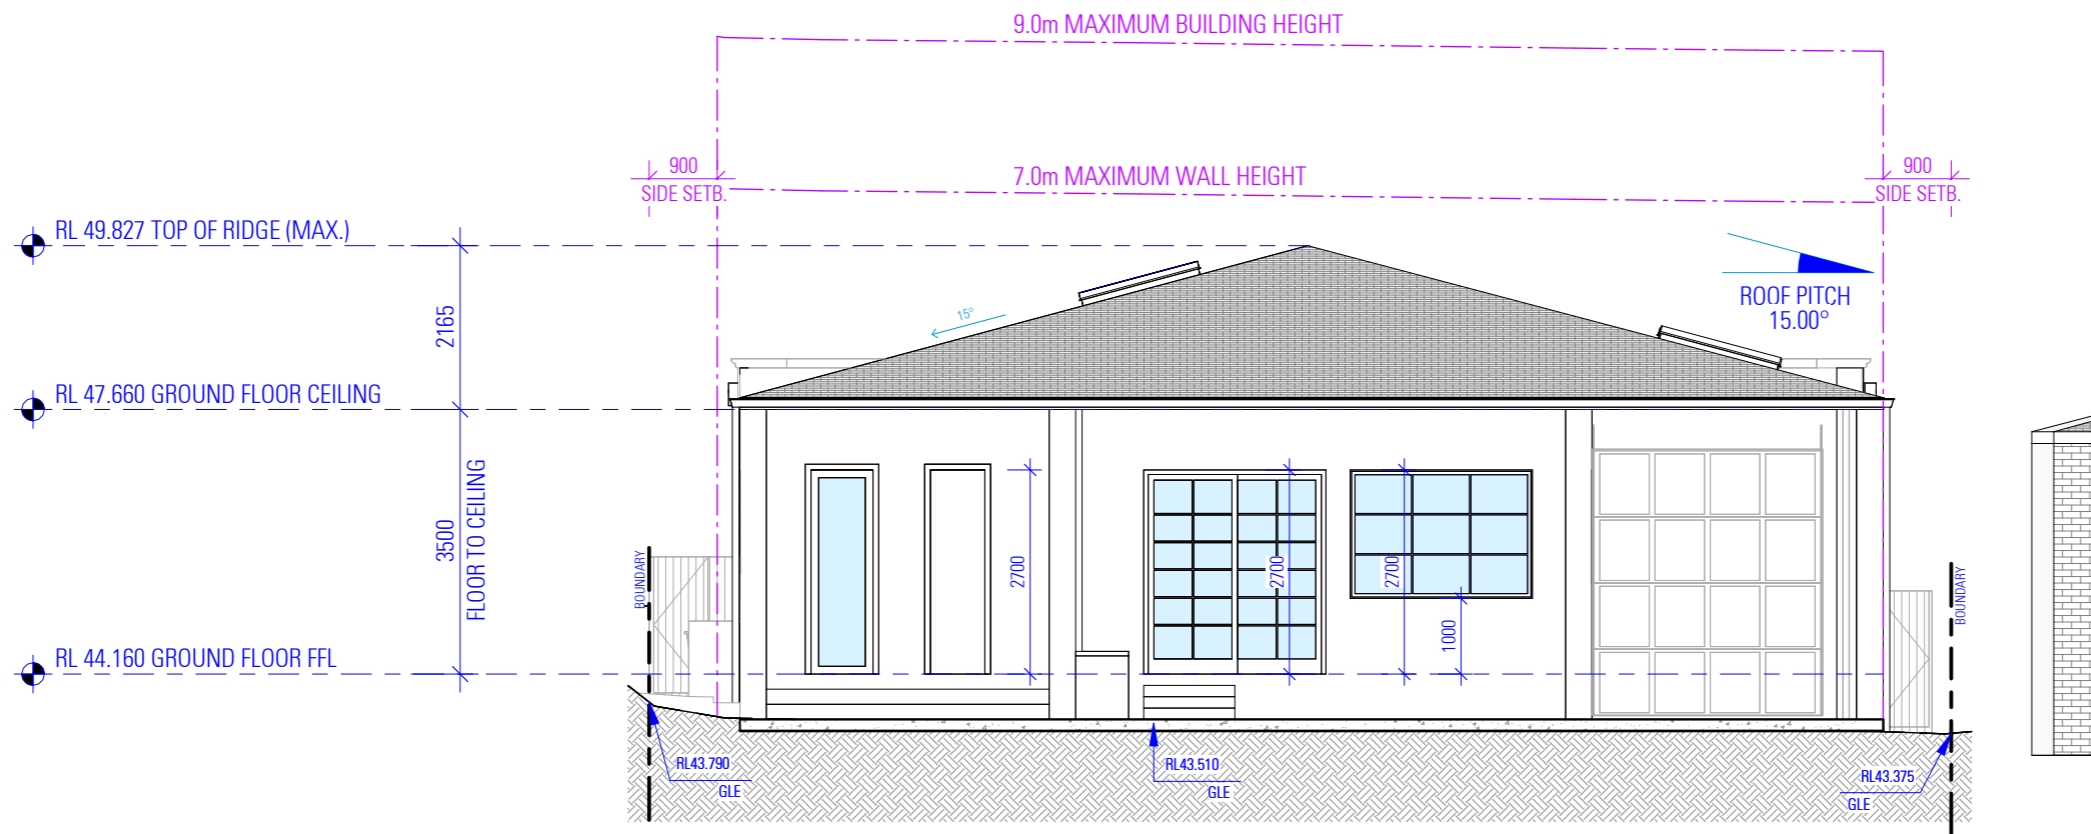 9.0m MAXIMUM BUILDING HEIGHT
900
SIDE SETB.
7.0m MAXIMUM WALL HEIGHT
900
SIDE SETB.
RL 49.827 TOP OF RIDGE (MAX.)
ROOF PITCH
15.00°
15°
2165
RL 47.660 GROUND FLOOR CEILING
3500
FLOOR TO CEILING
BOUNDARY
2700
2700
2700
1000
BOUNDARY
RL 44.160 GROUND FLOOR FFL
RL43.790
GLE
RL43.510
GLE
RL43.375
GLE